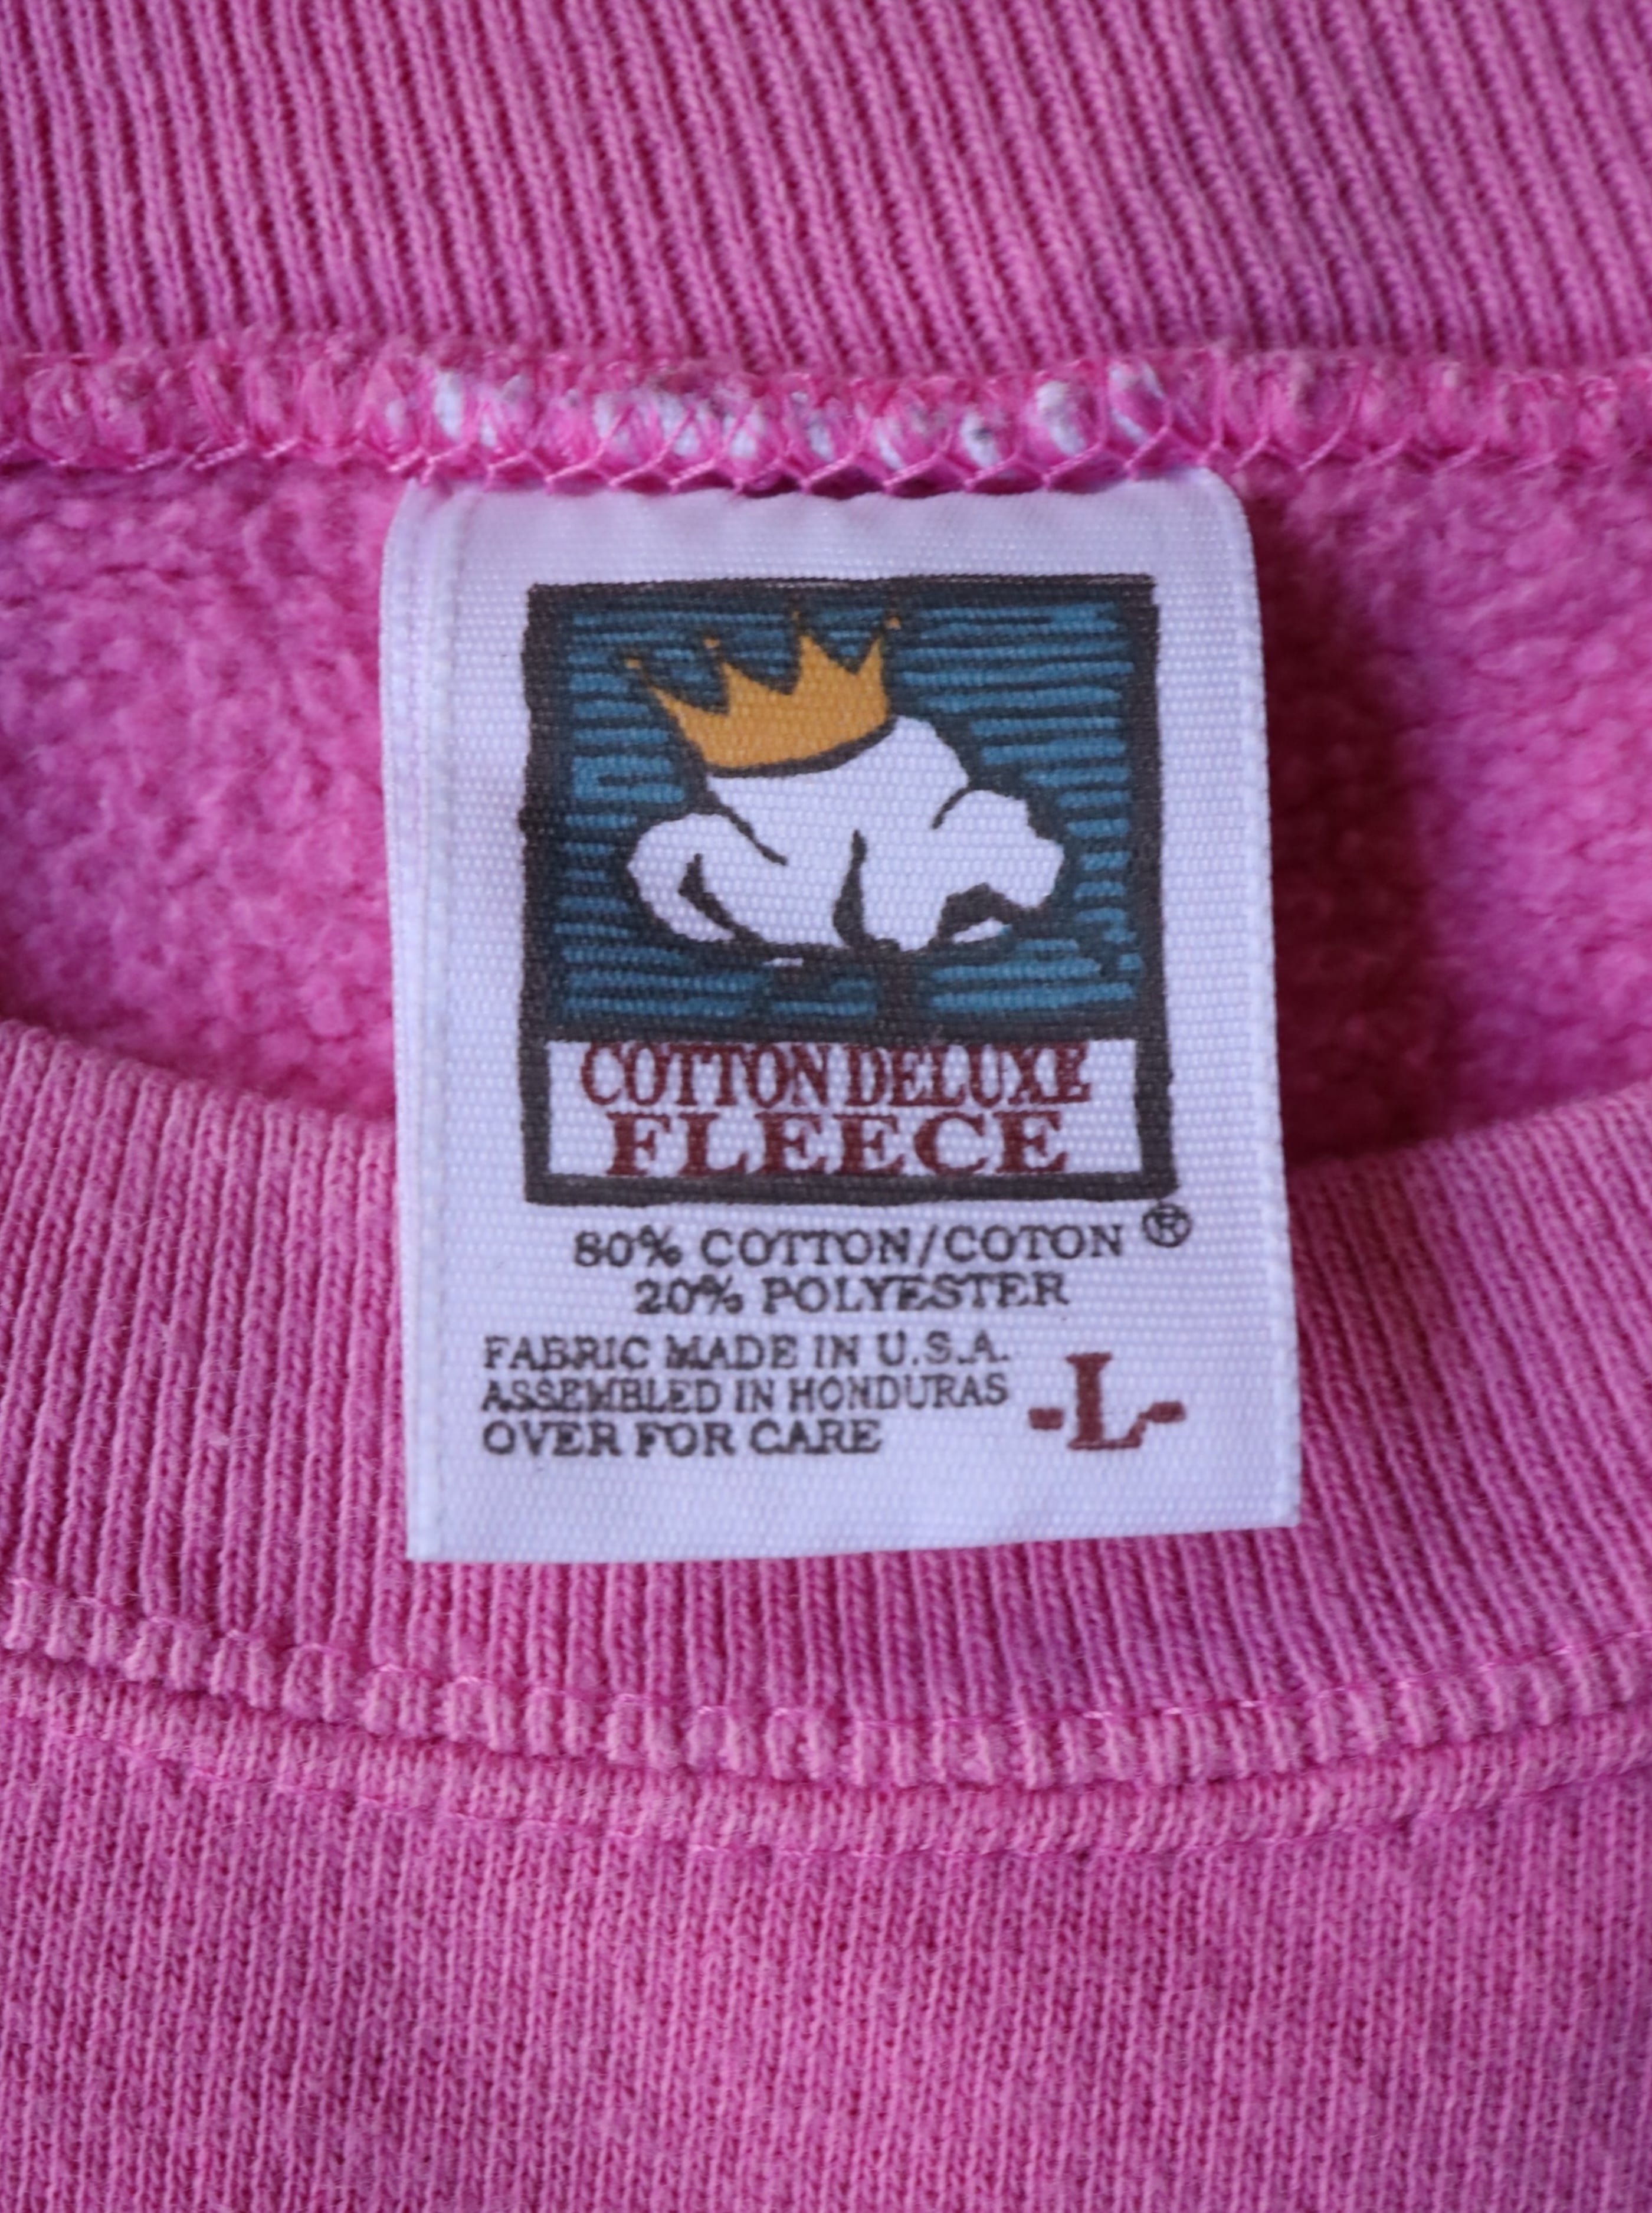 COTTON DELUXE
FLEECE
®
80% COTTON/COTON
20% POLYESTER
FABRIC MADE IN U.S.A.
ASSEMBLED IN HONDURAS
OVER FOR CARE
-L-